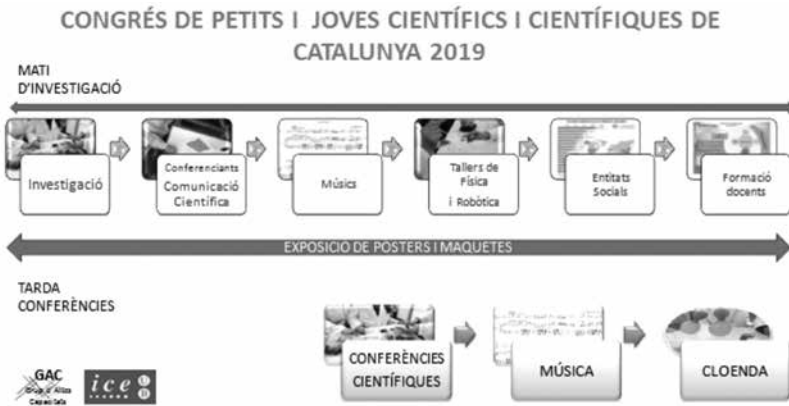 CONGRÉS DE PETITS I JOVES CIENTÍFICS I CIENTÍFIQUES DE
CATALUNYA 2019
MATI
D'INVESTIGACIÓ
Investigació
Conferenciants
Comunicació
Científica
Músics
Tallers de
Física
i Robòtica
Entitats
Socials
Formació
docents
EXPOSICIO DE POSTERS I MAQUETES
TARDA
CONFERÈNCIES
CONFERÈNCIES
CIENTÍFIQUES
MÚSICA
CLOENDA
GAC
ice